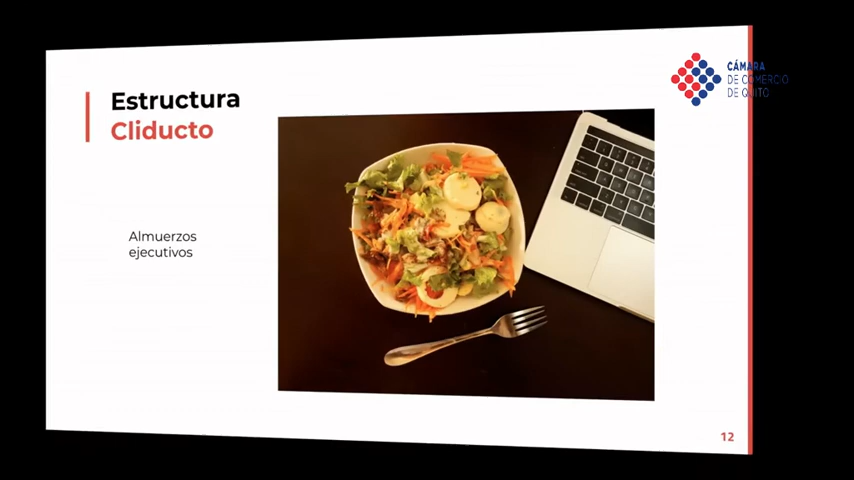 Estructura
Cliducto
CÁMARA
DE COMERCIO
DE QUITO
Almuerzos
ejecutivos
12